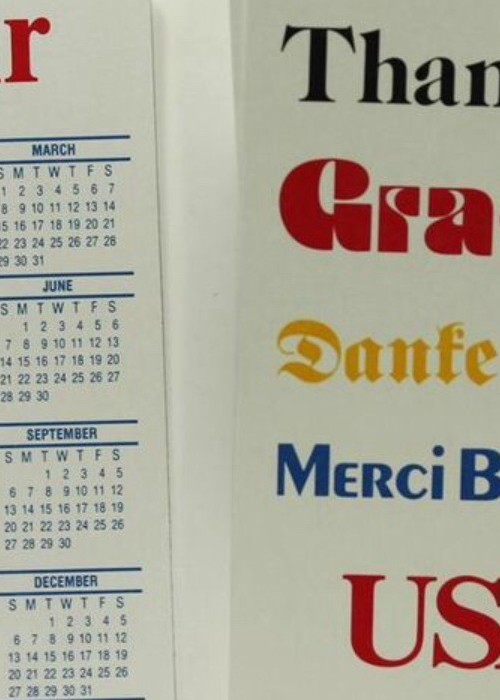 r
MARCH
S M T W T F S
1 2 3 4 5 6 7
8 9 10 11 12 13 14
15 16 17 18 19 20 21
22 23 24 25 26 27 28
29 30 31
JUNE
S M T W T F S
1 2 3 4 5 6
7 8 9 10 11 12 13
14 15 16 17 18 19 20
21 22 23 24 25 26 27
28 29 30
SEPTEMBER
S M T W T F S
1 2 3 4 5
6 7 8 9 10 11 12
13 14 15 16 17 18 19
20 21 22 23 24 25 26
27 28 29 30
DECEMBER
S M T W T F S
1 2 3 4 5
6 7 8 9 10 11 12
13 14 15 16 17 18 19
20 21 22 23 24 25 26
27 28 29 30 31
Than
Gra
Danke
MERCi B
US